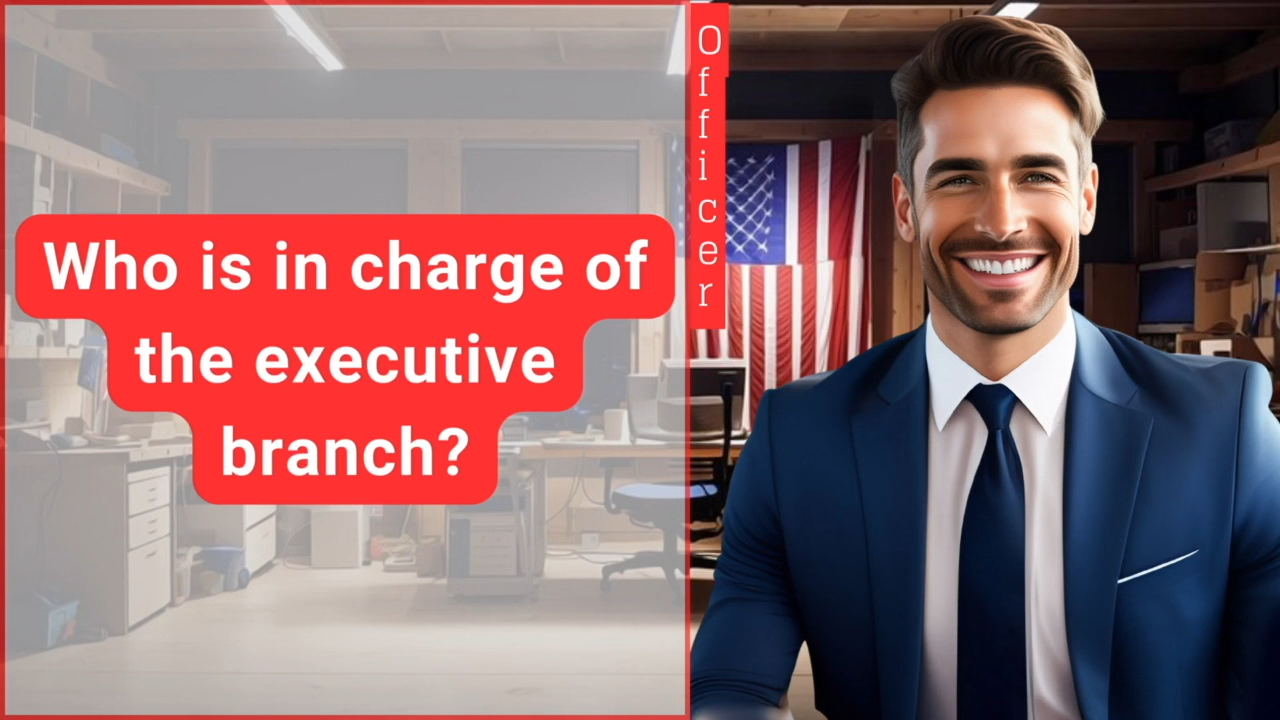 Who is in charge of
the executive
branch?
Officer